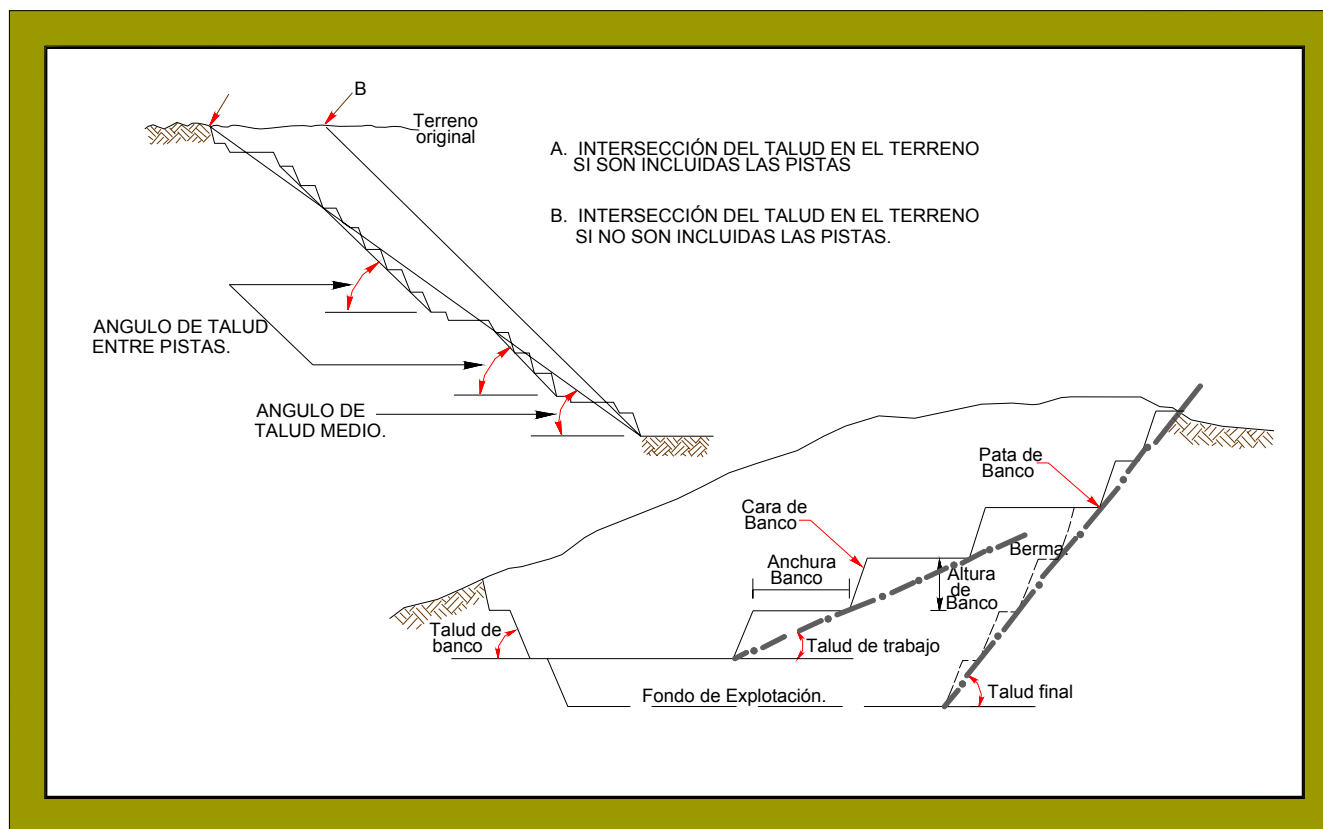 B
Terreno
original
A. INTERSECCIÓN DEL TALUD EN EL TERRENO
SI SON INCLUIDAS LAS PISTAS
B. INTERSECCIÓN DEL TALUD EN EL TERRENO
SI NO SON INCLUIDAS LAS PISTAS.
ANGULO DE TALUD
ENTRE PISTAS.
ANGULO DE
TALUD MEDIO.
Pata de
Banco
Cara de
Banco
Anchura
Banco
Berma.
Altura
de
Banco
Talud de
banco
Talud de trabajo
Fondo de Explotación.
Talud final